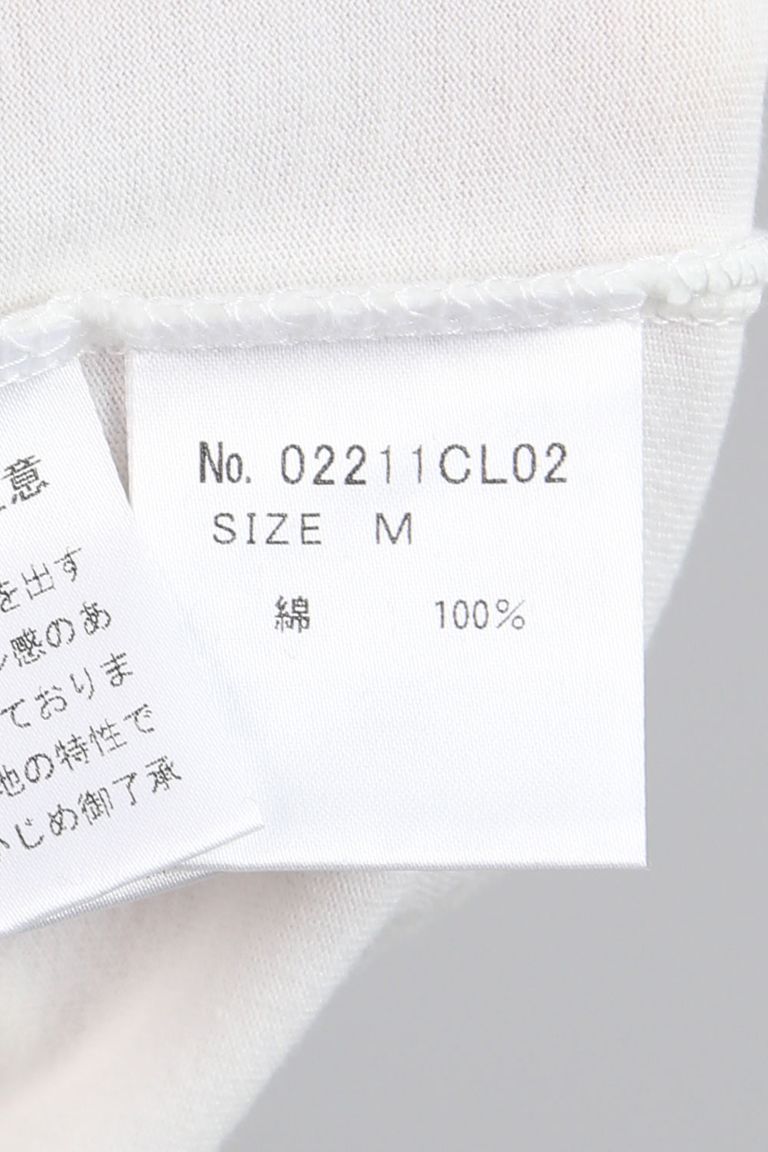 No. 02211CL02
SIZE M
綿 100%
意
を出す
感のあ
ておりま
地の特性で
じめ御了承